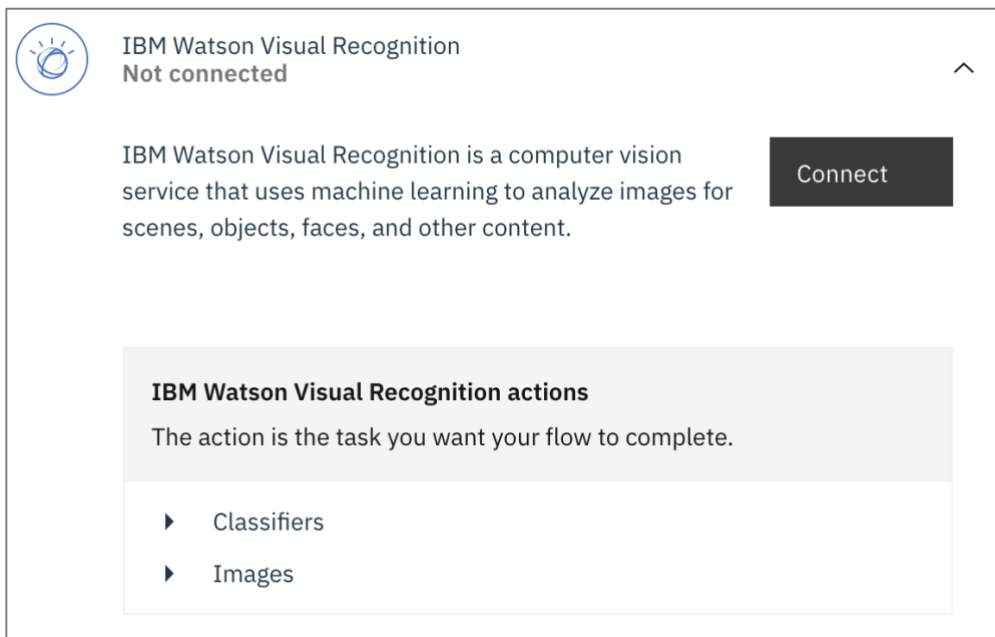 IBM Watson Visual Recognition
Not connected
IBM Watson Visual Recognition is a computer vision
service that uses machine learning to analyze images for
scenes, objects, faces, and other content.
Connect
IBM Watson Visual Recognition actions
The action is the task you want your flow to complete.
Classifiers
Images